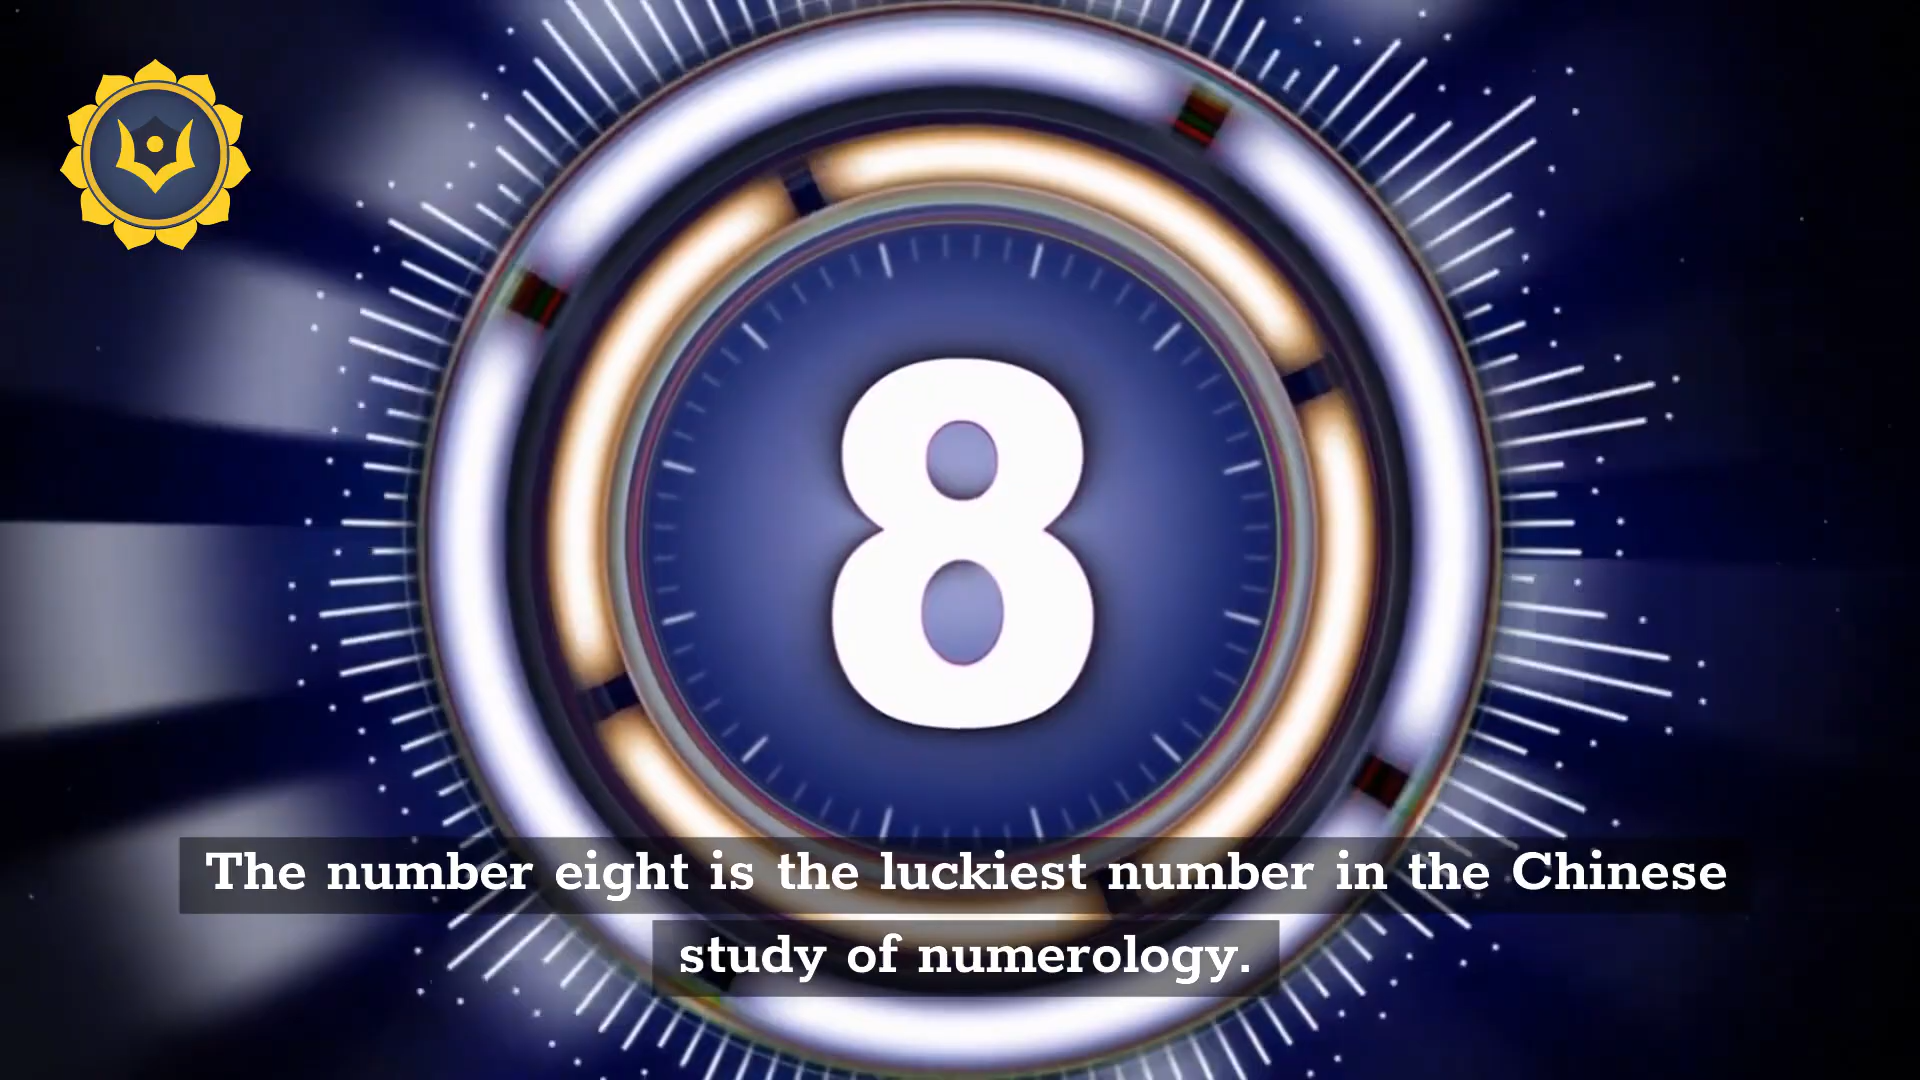 8
The number eight is the luckiest number in the Chinese
study of numerology.